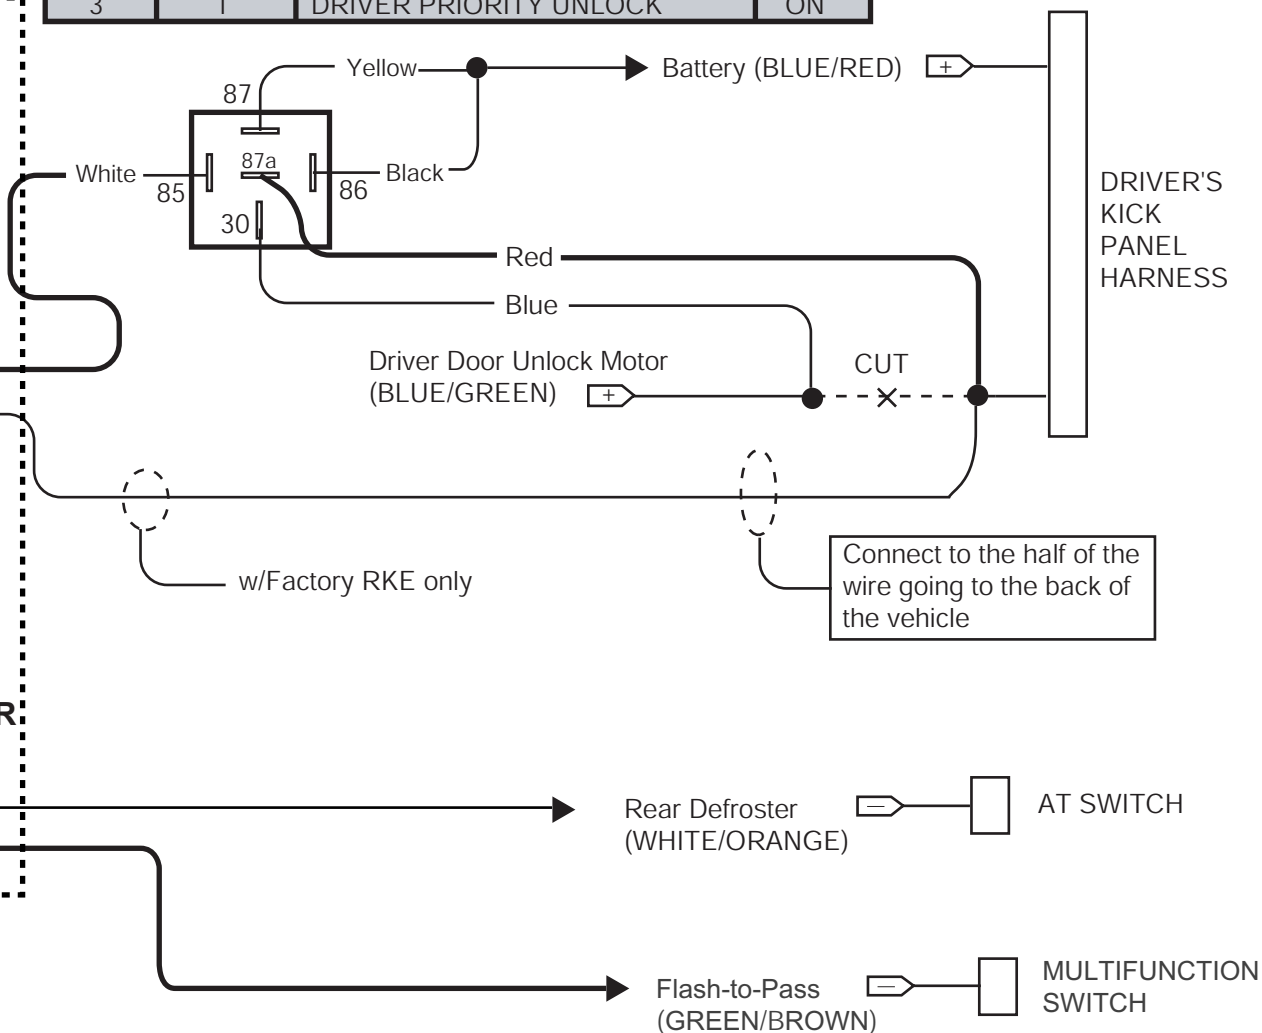 3 1 DRIVER PRIORITY UNLOCK ON
Yellow
Battery (BLUE/RED) +
87
White
87a
Black
85
86
30
DRIVER'S
KICK
PANEL
HARNESS
Red
Blue
Driver Door Unlock Motor
(BLUE/GREEN) +
CUT
w/Factory RKE only
Connect to the half of the
wire going to the back of
the vehicle
R
Rear Defroster
(WHITE/ORANGE)
–
AT SWITCH
Flash-to-Pass
(GREEN/BROWN)
–
MULTIFUNCTION
SWITCH